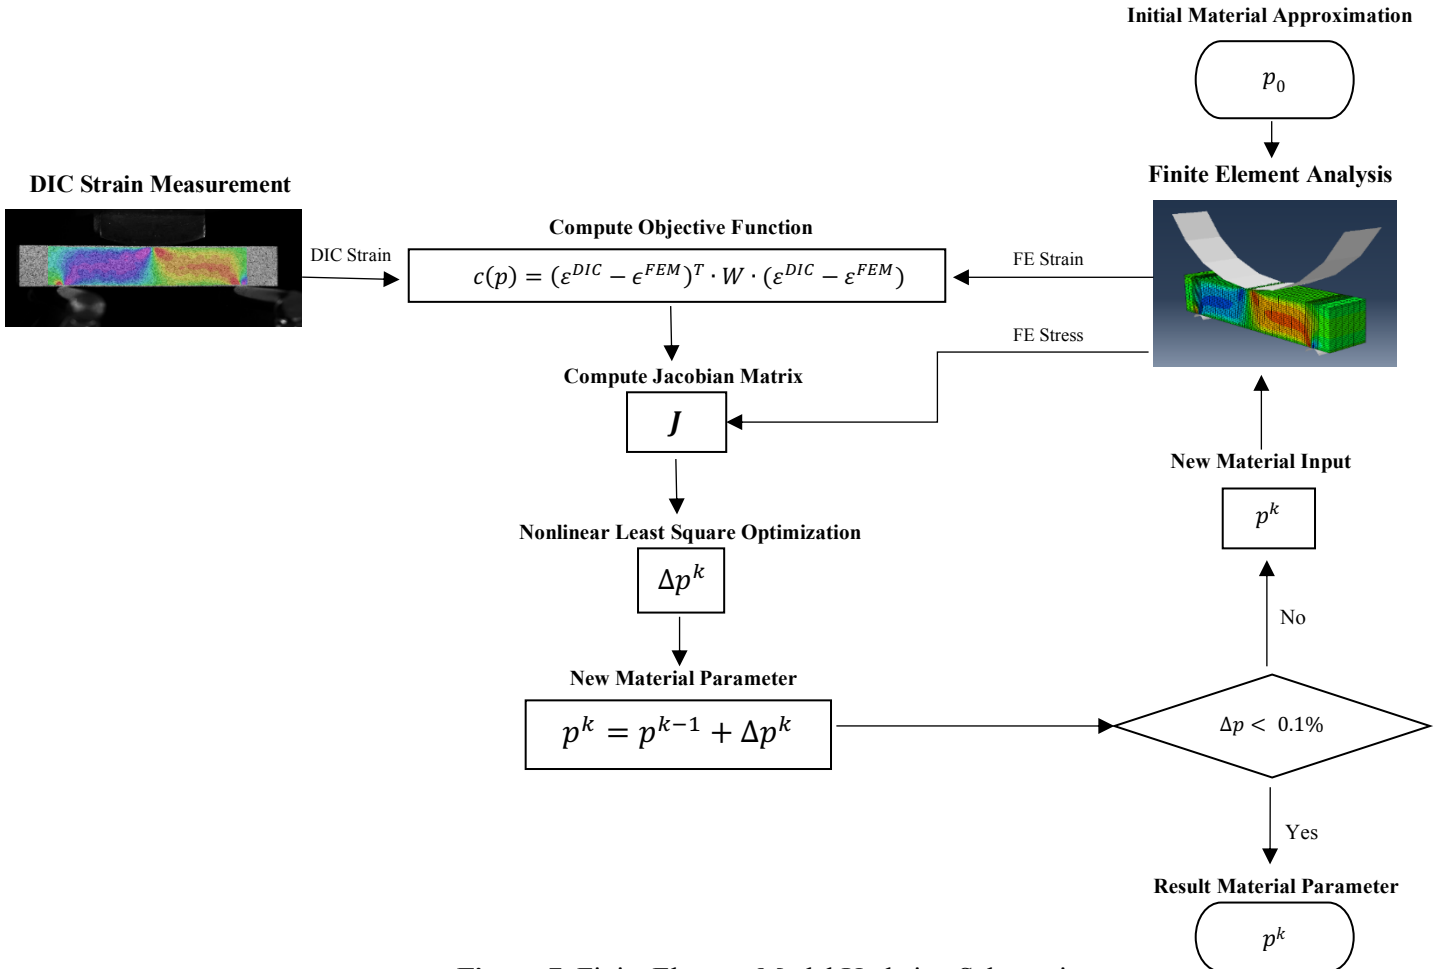 Initial Material Approximation
p₀
DIC Strain Measurement
Finite Element Analysis
Compute Objective Function
DIC Strain
c(p) = (ε^{DIC} − ϵ^{FEM})^T · W · (ε^{DIC} − ε^{FEM})
FE Strain
FE Stress
Compute Jacobian Matrix
J
New Material Input
p^k
Nonlinear Least Square Optimization
Δp^k
No
New Material Parameter
p^k = p^{k−1} + Δp^k
Δp < 0.1%
Yes
Result Material Parameter
p^k